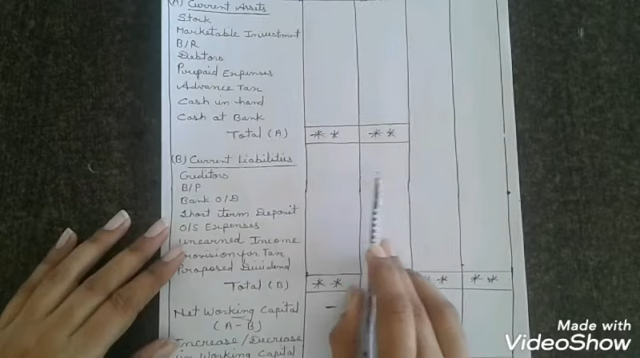 (A) Current Assets
Stock
Marketable Investment
B/R
Debtors
Prepaid Expenses
Advance Tax
Cash in hand
Cash at Bank
Total (A) ** **
(B) Current Liabilities
Creditors
B/P
Bank O/D
Short term Deposit
O/S Expenses
Unearned Income
Provision for Tax
Proposed Dividend
Total (B) ** ** **
Net Working Capital
(A-B)
Increase/Decrease
in Working Capital
Made with
VideoShow